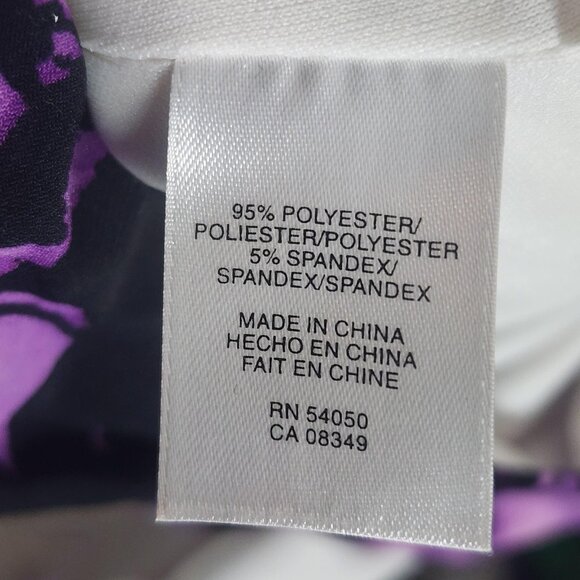 95% POLYESTER/
POLIESTER/POLYESTER
5% SPANDEX/
SPANDEX/SPANDEX
MADE IN CHINA
HECHO EN CHINA
FAIT EN CHINE
RN 54050
CA 08349